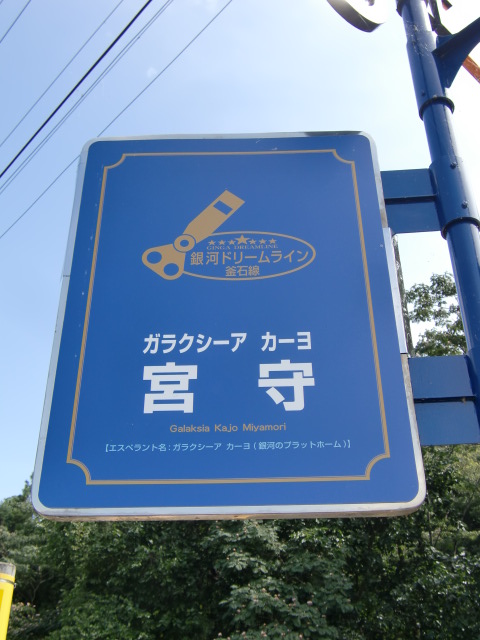 ★★★★★★★
GINGA DREAMLINE
銀河ドリームライン
釜石線
ガラクシーア カーヨ
宮 守
Galaksia Kajo Miyamori
【エスペラント名:ガラクシーア カーヨ(銀河のプラットホーム)】